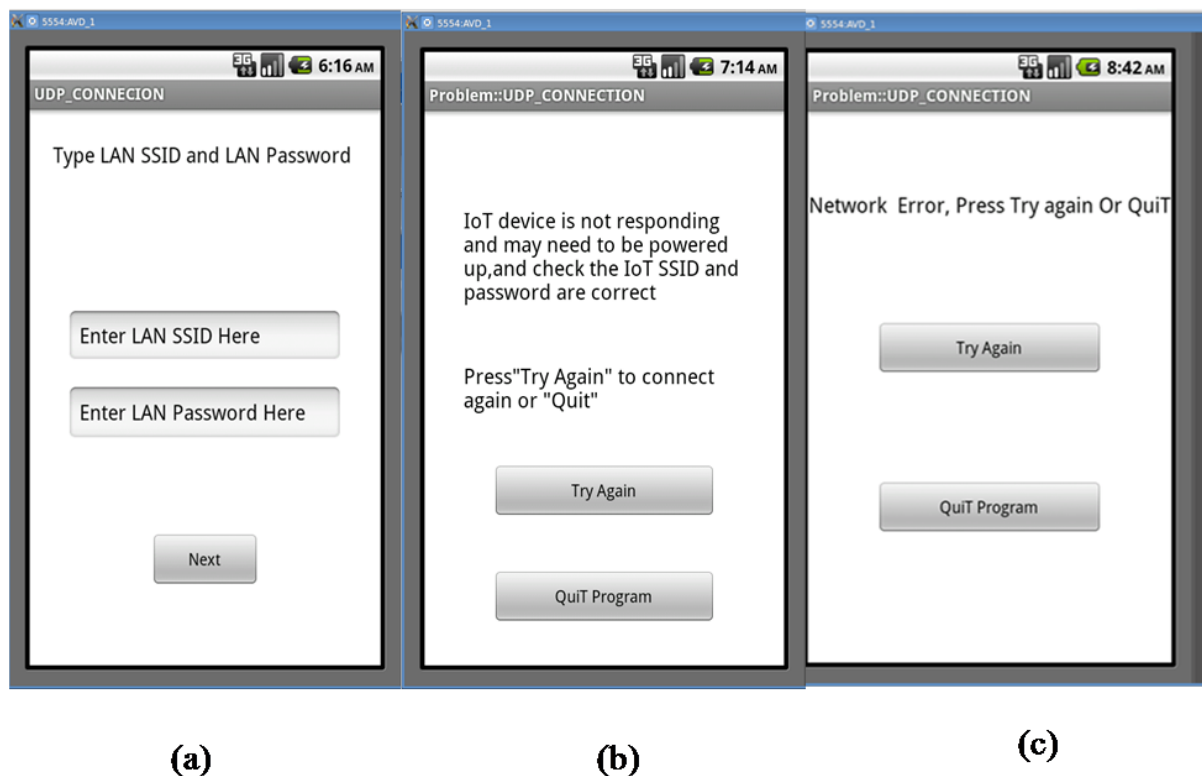 5554:AVD_1
6:16 AM
UDP_CONNECION
Type LAN SSID and LAN Password
Enter LAN SSID Here
Enter LAN Password Here
Next
(a)
5554:AVD_1
3G
7:14 AM
Problem::UDP_CONNECTION
IoT device is not responding
and may need to be powered
up,and check the IoT SSID and
password are correct
Press"Try Again" to connect
again or "Quit"
Try Again
QuiT Program
(b)
5554:AVD_1
3G
8:42 AM
Problem::UDP_CONNECTION
Network  Error, Press Try again Or QuiT
Try Again
QuiT Program
(c)